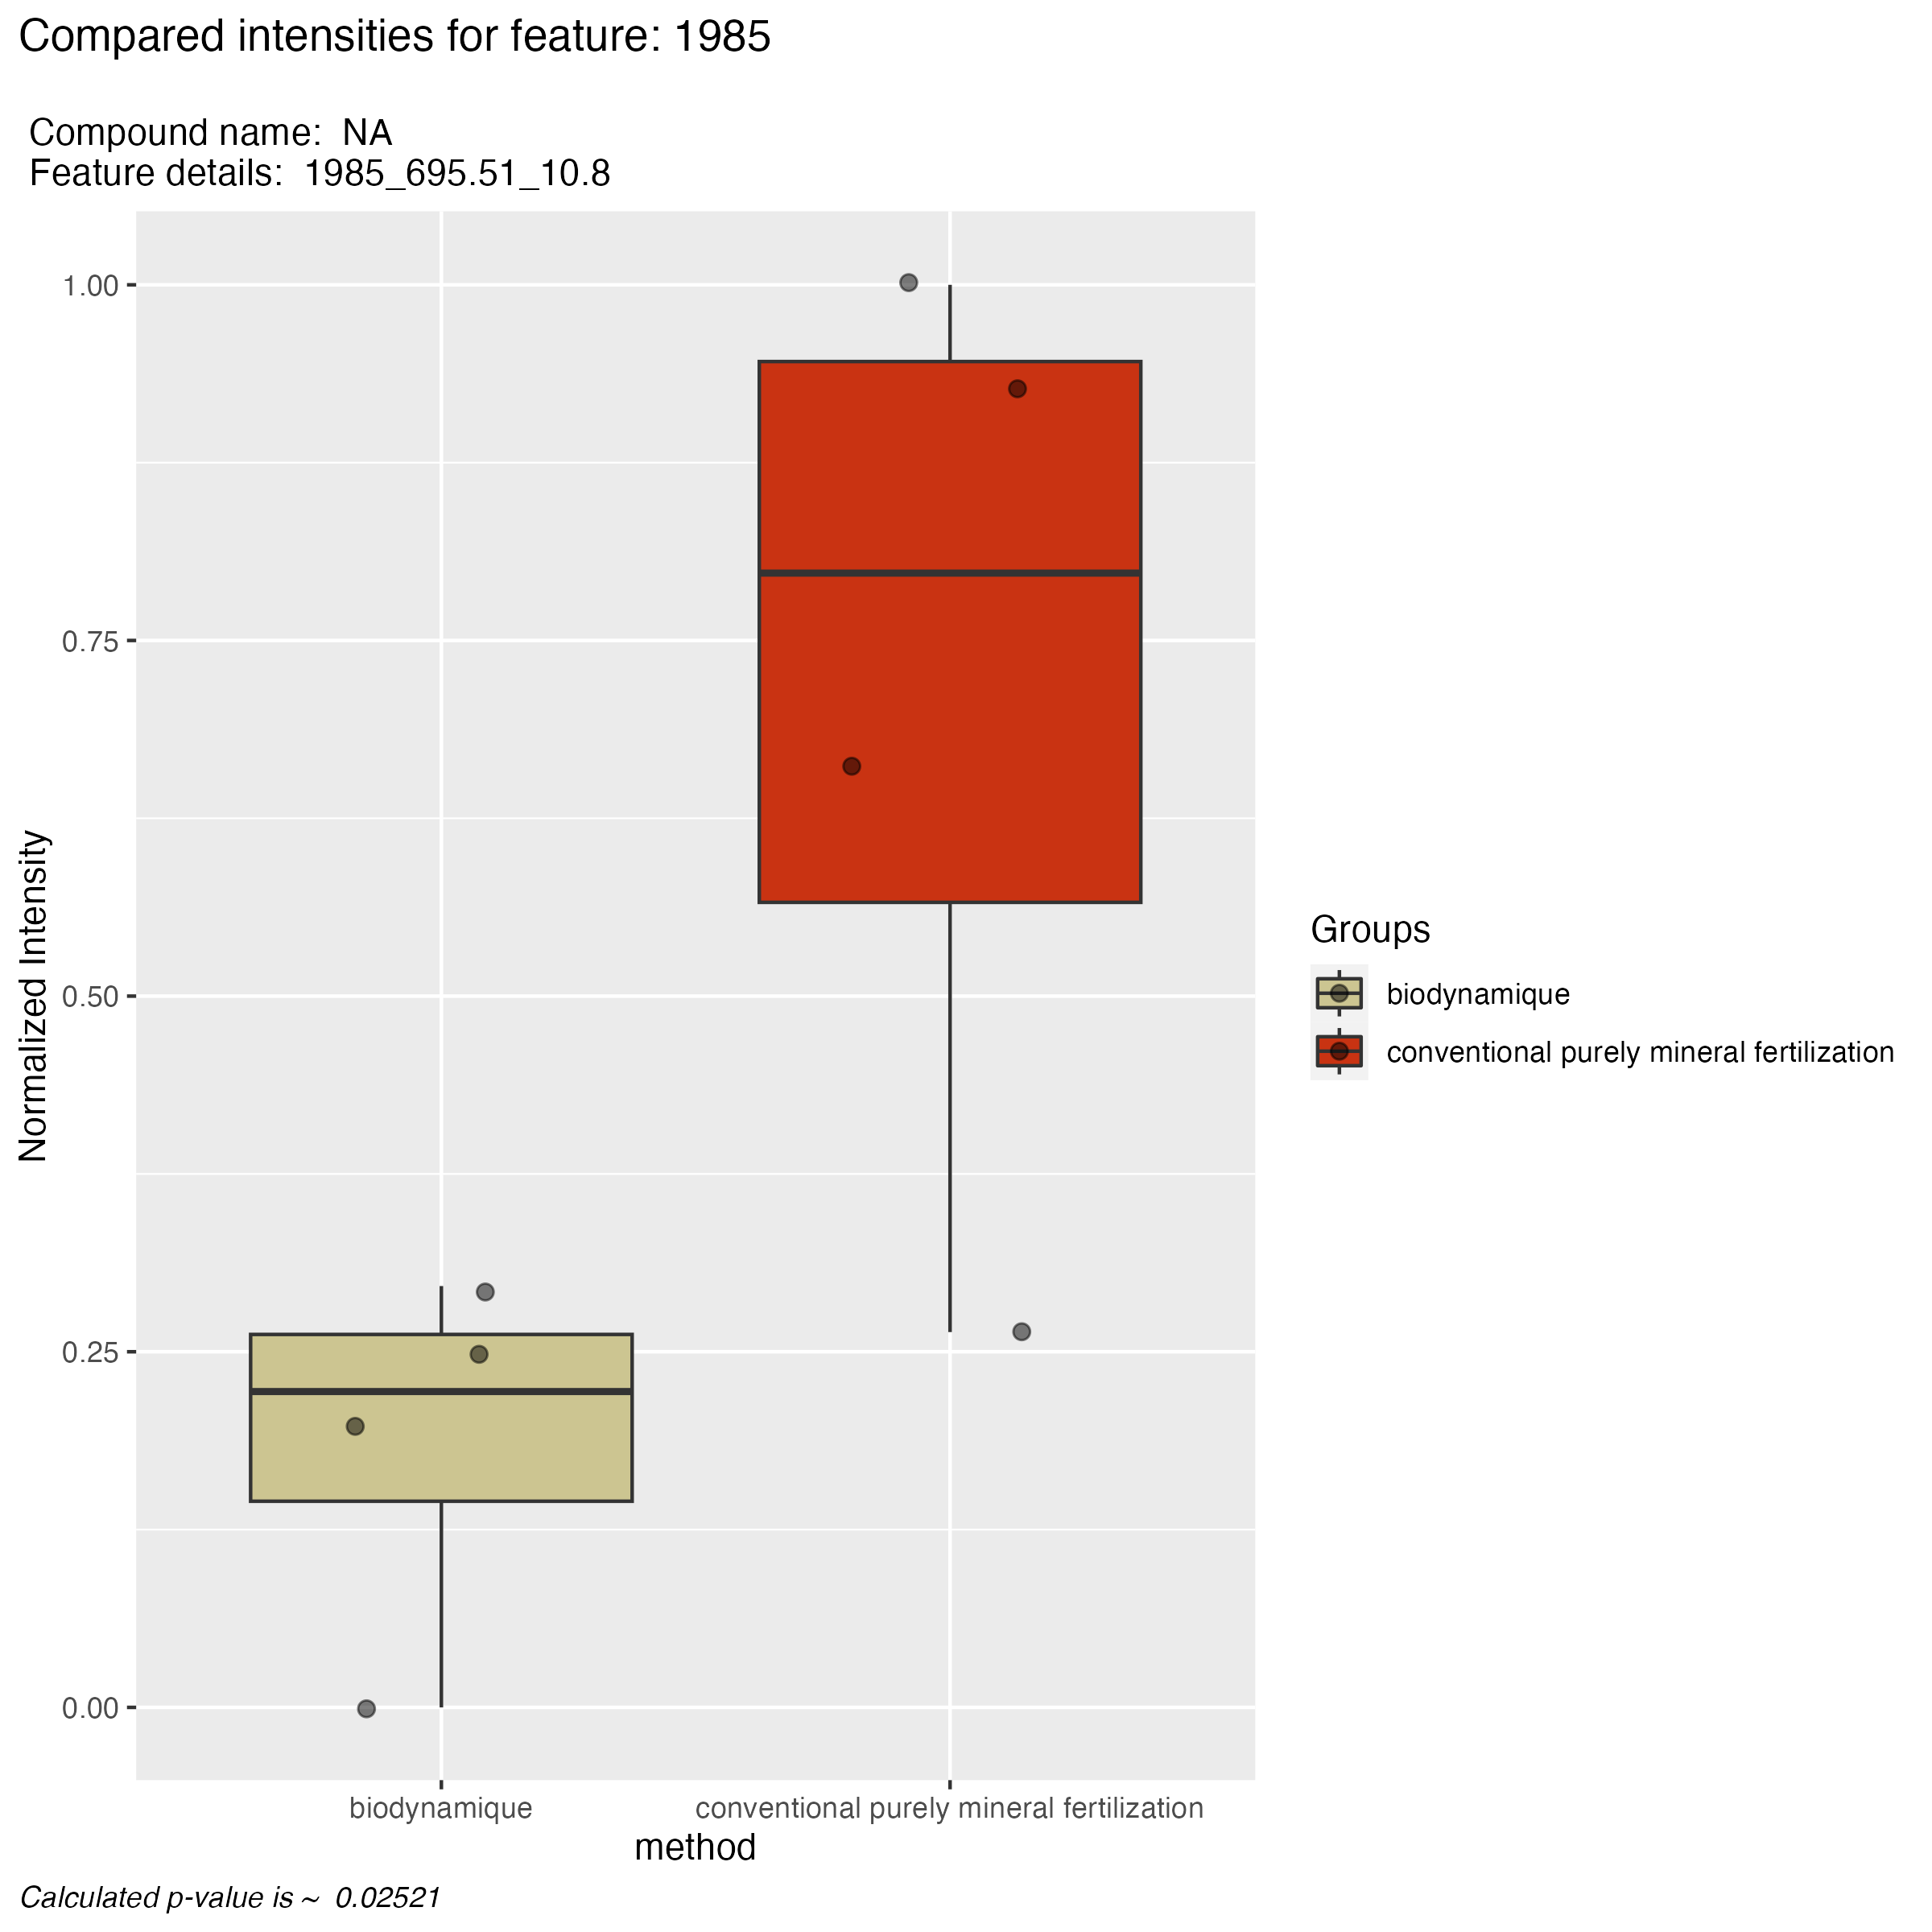 Compared intensities for feature: 1985
Compound name:  NA
Feature details:  1985_695.51_10.8
1.00
0.75
0.50
0.25
0.00
Normalized Intensity
biodynamique
conventional purely mineral fertilization
method
Groups
biodynamique
conventional purely mineral fertilization
Calculated p-value is ~  0.02521